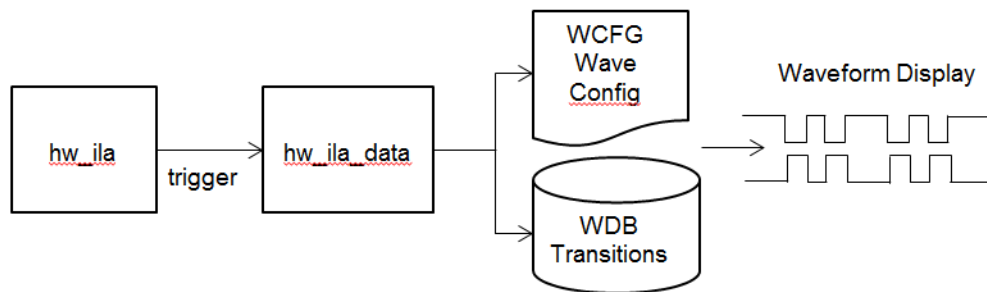 hw_ila
trigger
hw_ila_data
WCFG
Wave
Config
WDB
Transitions
Waveform Display